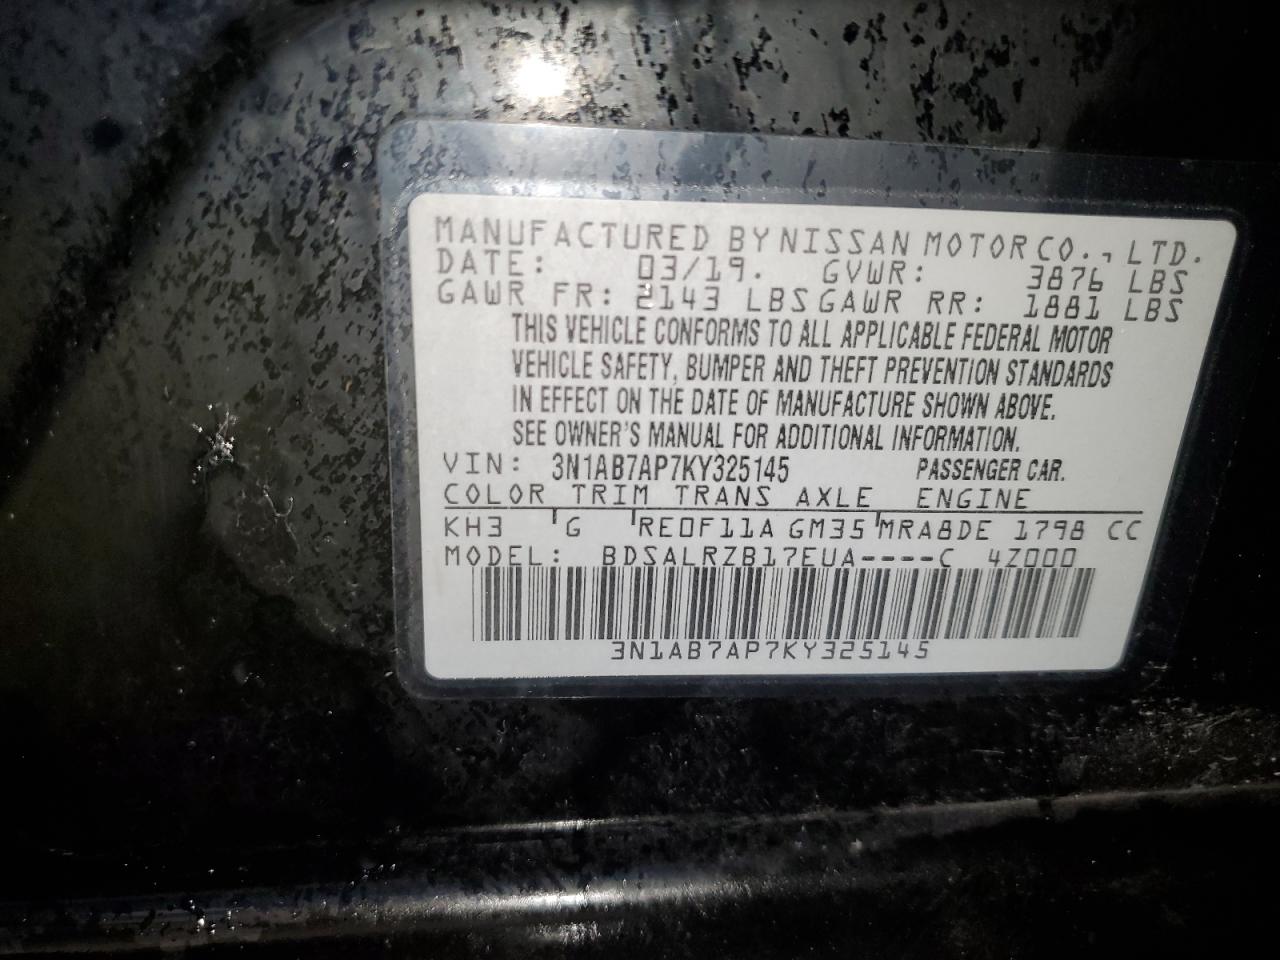 MANUFACTURED BY NISSAN MOTOR CO., LTD.
DATE: 03/19. GVWR: 3876 LBS
GAWR FR: 2143 LBS GAWR RR: 1881 LBS
THIS VEHICLE CONFORMS TO ALL APPLICABLE FEDERAL MOTOR
VEHICLE SAFETY, BUMPER AND THEFT PREVENTION STANDARDS
IN EFFECT ON THE DATE OF MANUFACTURE SHOWN ABOVE.
SEE OWNER'S MANUAL FOR ADDITIONAL INFORMATION.
VIN: 3N1AB7AP7KY325145 PASSENGER CAR.
COLOR TRIM TRANS AXLE ENGINE
KH3 G RE0F11A GM35 MRA8DE 1798 CC
MODEL: BDSALRZB17EUA----C 4Z000
3N1AB7AP7KY325145